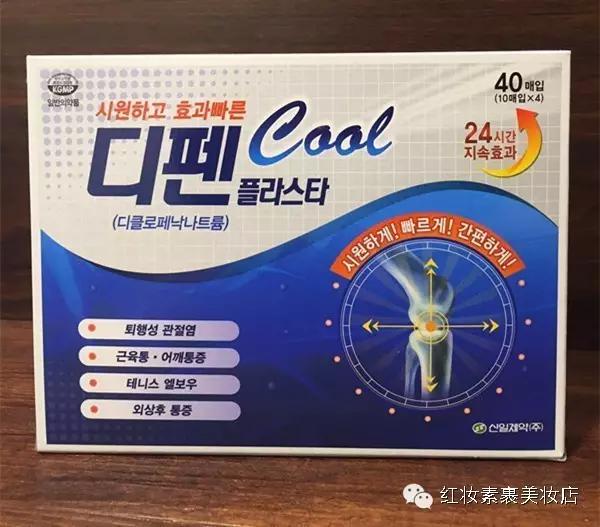 KGMP
일반의약품
40매입
(10매입×4)
시원하고 효과빠른
디펜 Cool
플라스타
(디클로페낙나트륨)
24시간
지속효과
시원하게! 빠르게! 간편하게!
퇴행성 관절염
근육통·어깨통증
테니스 엘보우
외상후 통증
신일제약(주)
红妆素裹美妆店